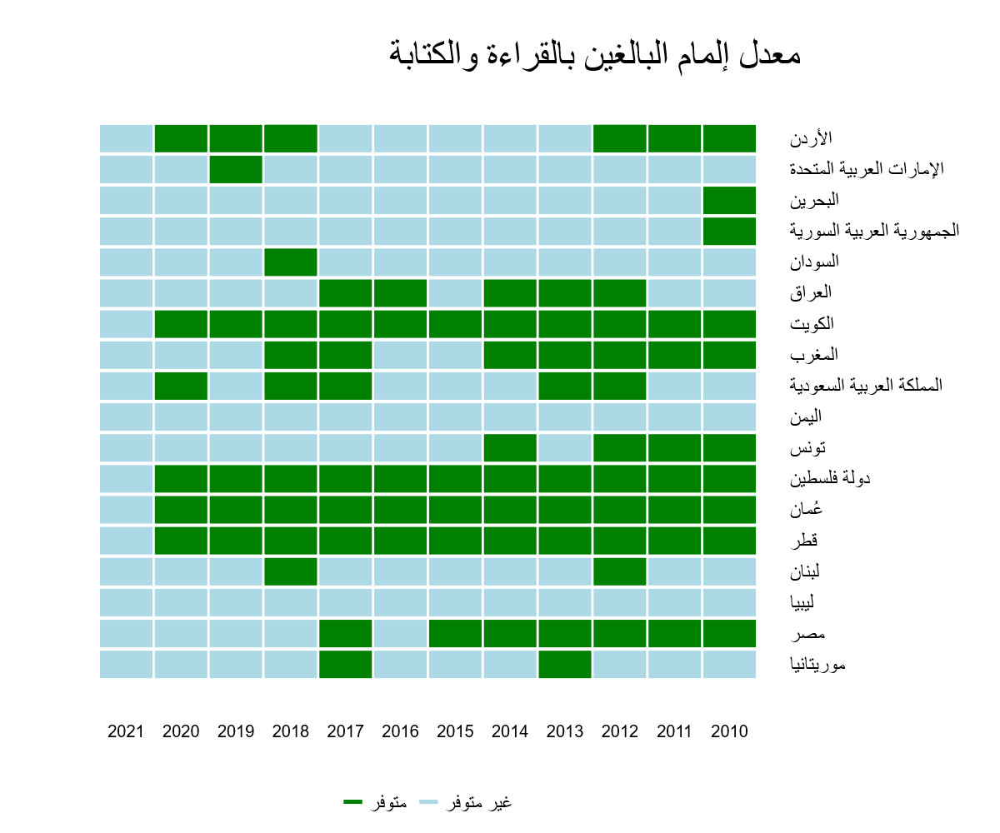 معدل إلمام البالغين بالقراءة والكتابة
الأردن
الإمارات العربية المتحدة
البحرين
الجمهورية العربية السورية
السودان
العراق
الكويت
المغرب
المملكة العربية السعودية
اليمن
تونس
دولة فلسطين
عُمان
قطر
لبنان
ليبيا
مصر
موريتانيا
2021 2020 2019 2018 2017 2016 2015 2014 2013 2012 2011 2010
متوفر غير متوفر